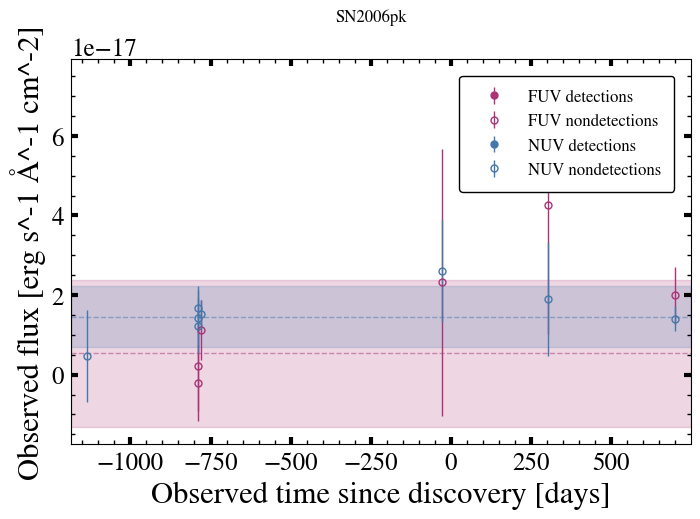 SN2006pk
1e−17
Observed flux [erg s^-1 Å^-1 cm^-2]
6
4
2
0
FUV detections
FUV nondetections
NUV detections
NUV nondetections
−1000 −750 −500 −250 0 250 500
Observed time since discovery [days]